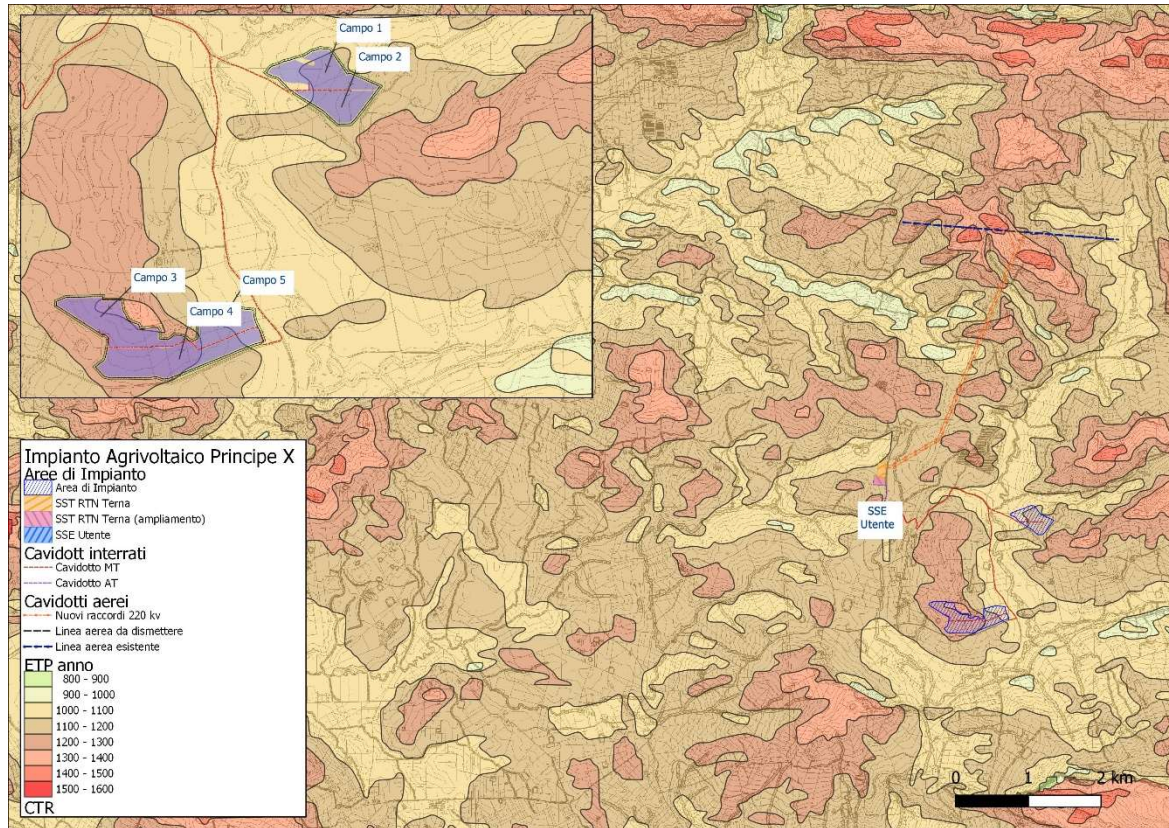 Campo 1
Campo 2
Campo 3
Campo 5
Campo 4
SSE
Utente
Impianto Agrivoltaico Principe X
Aree di Impianto
Area di Impianto
SST RTN Terna
SST RTN Terna (ampliamento)
SSE Utente
Cavidott interrati
Cavidotto MT
Cavidotto AT
Cavidotti aerei
Nuovi raccordi 220 kv
Linea aerea da dismettere
Linea aerea esistente
ETP anno
800 - 900
900 - 1000
1000 - 1100
1100 - 1200
1200 - 1300
1300 - 1400
1400 - 1500
1500 - 1600
CTR
0 1 2 km